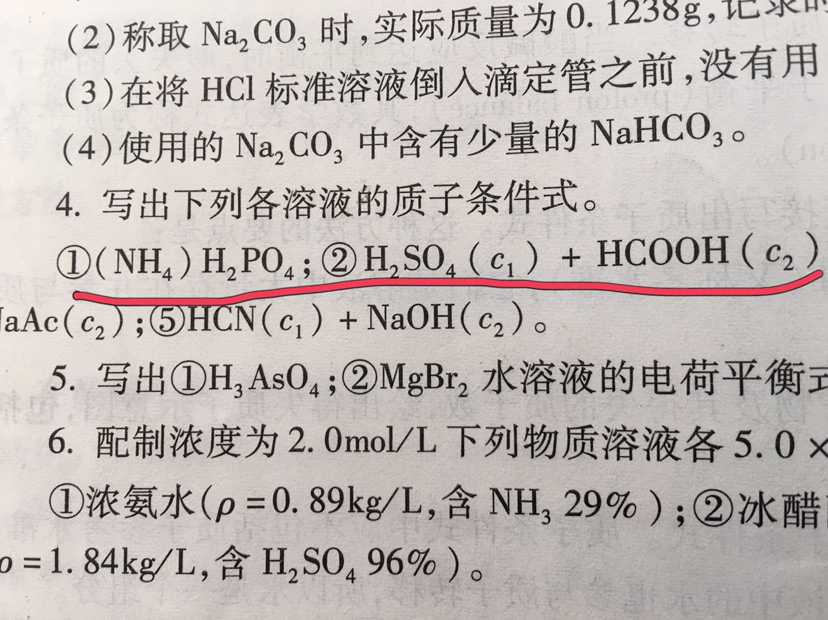 (2)称取 Na₂CO₃ 时,实际质量为 0. 1238g,记录的
(3)在将 HCl 标准溶液倒入滴定管之前,没有用
(4)使用的 Na₂CO₃ 中含有少量的 NaHCO₃。
4. 写出下列各溶液的质子条件式。
①(NH₄)H₂PO₄;②H₂SO₄(c₁) + HCOOH(c₂)
NaAc(c₂);⑤HCN(c₁) + NaOH(c₂)。
5. 写出①H₃AsO₄;②MgBr₂ 水溶液的电荷平衡式
6. 配制浓度为 2. 0mol/L 下列物质溶液各 5. 0 ×
①浓氨水(ρ = 0. 89kg/L,含 NH₃ 29%);②冰醋
ρ = 1. 84kg/L,含 H₂SO₄ 96%)。